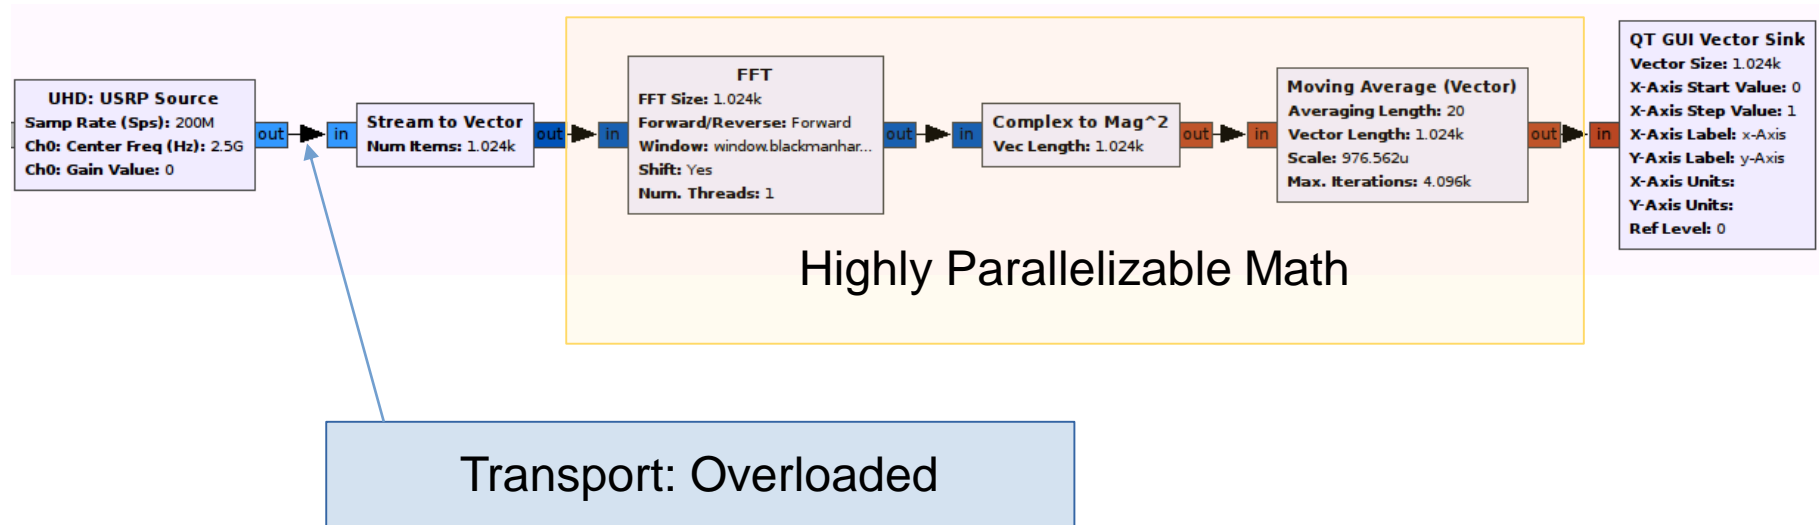 UHD: USRP Source
Samp Rate (Sps): 200M
Ch0: Center Freq (Hz): 2.5G
Ch0: Gain Value: 0
out
in
Stream to Vector
Num Items: 1.024k
out
in
FFT
FFT Size: 1.024k
Forward/Reverse: Forward
Window: window.blackmanhar...
Shift: Yes
Num. Threads: 1
out
in
Complex to Mag^2
Vec Length: 1.024k
out
in
Moving Average (Vector)
Averaging Length: 20
Vector Length: 1.024k
Scale: 976.562u
Max. Iterations: 4.096k
out
in
QT GUI Vector Sink
Vector Size: 1.024k
X-Axis Start Value: 0
X-Axis Step Value: 1
X-Axis Label: x-Axis
Y-Axis Label: y-Axis
X-Axis Units:
Y-Axis Units:
Ref Level: 0
Highly Parallelizable Math
Transport: Overloaded